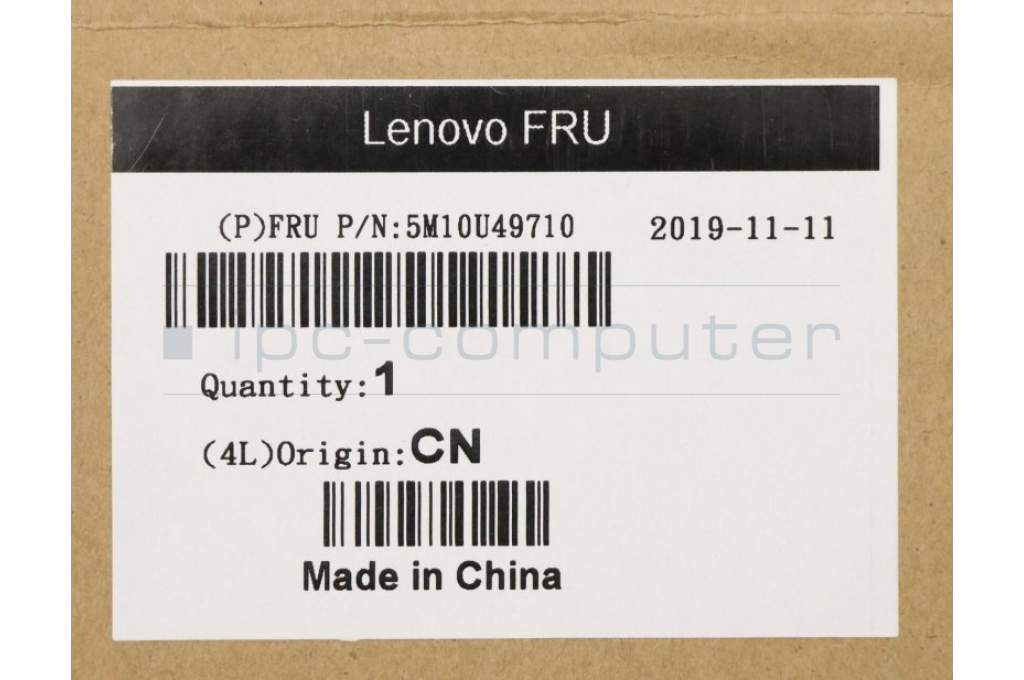 Lenovo FRU
(P)FRU P/N:5M10U49710 2019-11-11
ipc-computer
Quantity:1
(4L)Origin:CN
Made in China